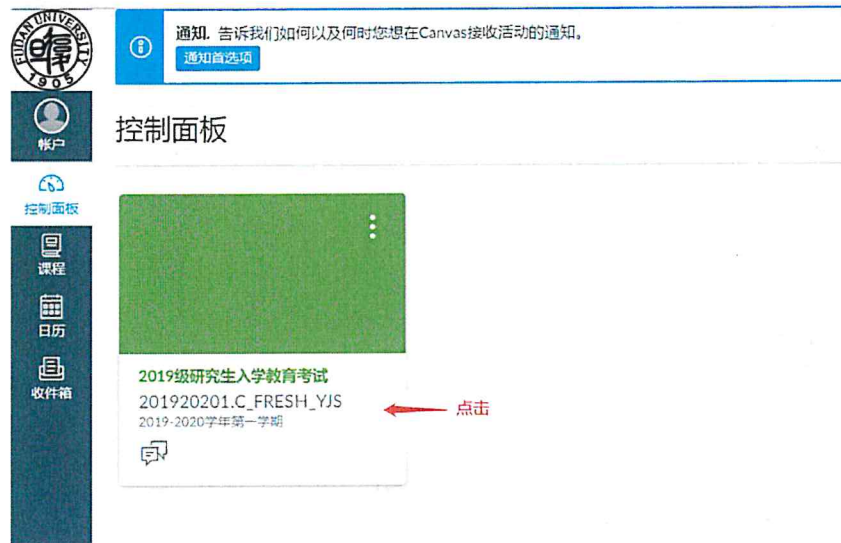 FUDAN UNIVERSITY
1905
通知. 告诉我们如何以及何时您想在Canvas接收活动的通知。
通知首选项
帐户
控制面板
课程
日历
收件箱
控制面板
2019级研究生入学教育考试
201920201.C_FRESH_YJS
2019-2020学年第一学期
点击